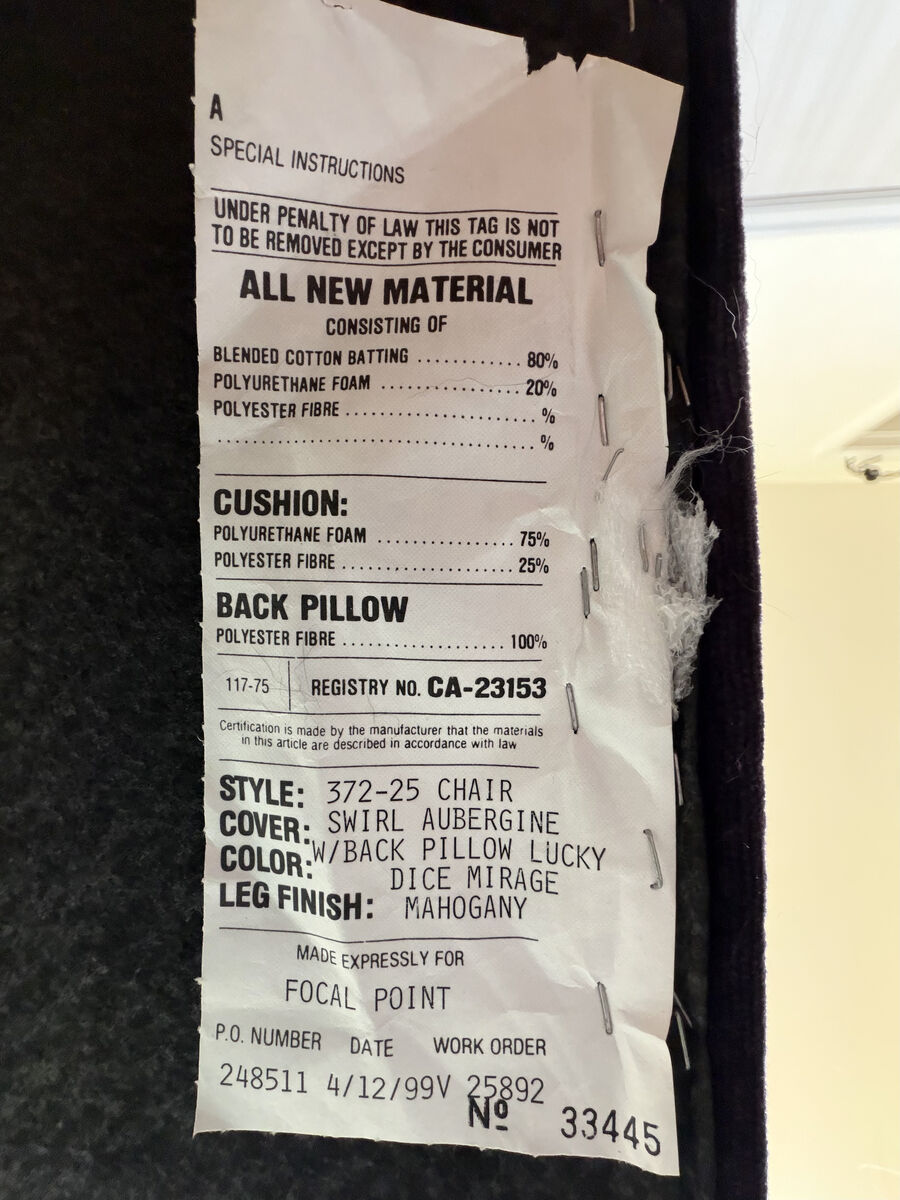 A
SPECIAL INSTRUCTIONS
UNDER PENALTY OF LAW THIS TAG IS NOT
TO BE REMOVED EXCEPT BY THE CONSUMER
ALL NEW MATERIAL
CONSISTING OF
BLENDED COTTON BATTING ............ 80%
POLYURETHANE FOAM ................ 20%
POLYESTER FIBRE ...................... %
..................................... %
CUSHION:
POLYURETHANE FOAM ................ 75%
POLYESTER FIBRE .................... 25%
BACK PILLOW
POLYESTER FIBRE ................... 100%
117-75 REGISTRY NO. CA-23153
Certification is made by the manufacturer that the materials
in this article are described in accordance with law
STYLE: 372-25 CHAIR
COVER: SWIRL AUBERGINE
COLOR: W/BACK PILLOW LUCKY
DICE MIRAGE
LEG FINISH: MAHOGANY
MADE EXPRESSLY FOR
FOCAL POINT
P.O. NUMBER DATE WORK ORDER
248511 4/12/99V 25892
Nº 33445